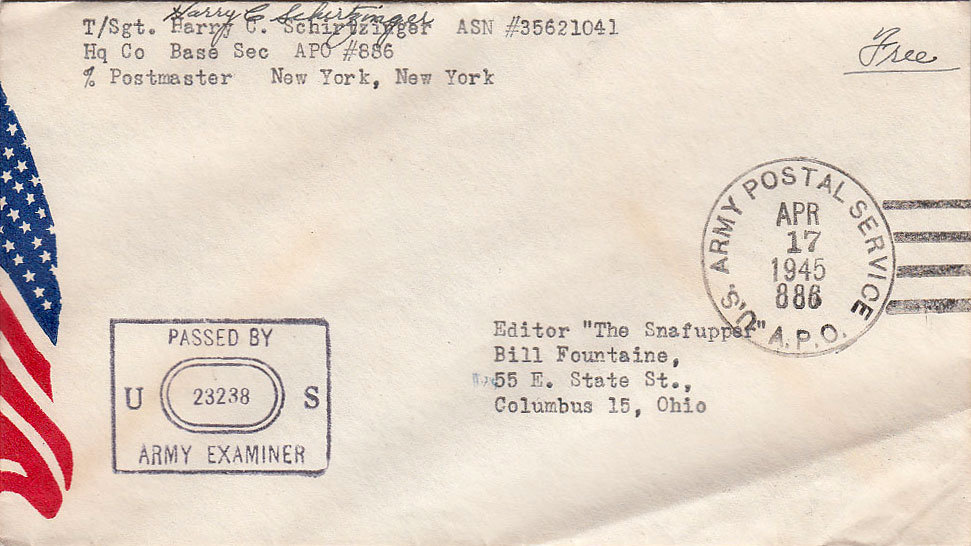 Harry C Schirtzinger
T/Sgt. Harry C. Schirtzinger ASN #35621041
Hq Co Base Sec APO #886
% Postmaster New York, New York
Free
U.S. ARMY POSTAL SERVICE
APR
17
1945
886
A.P.O.
PASSED BY
U 23238 S
ARMY EXAMINER
Editor "The Snafupper"
Bill Fountaine,
55 E. State St.,
Columbus 15, Ohio